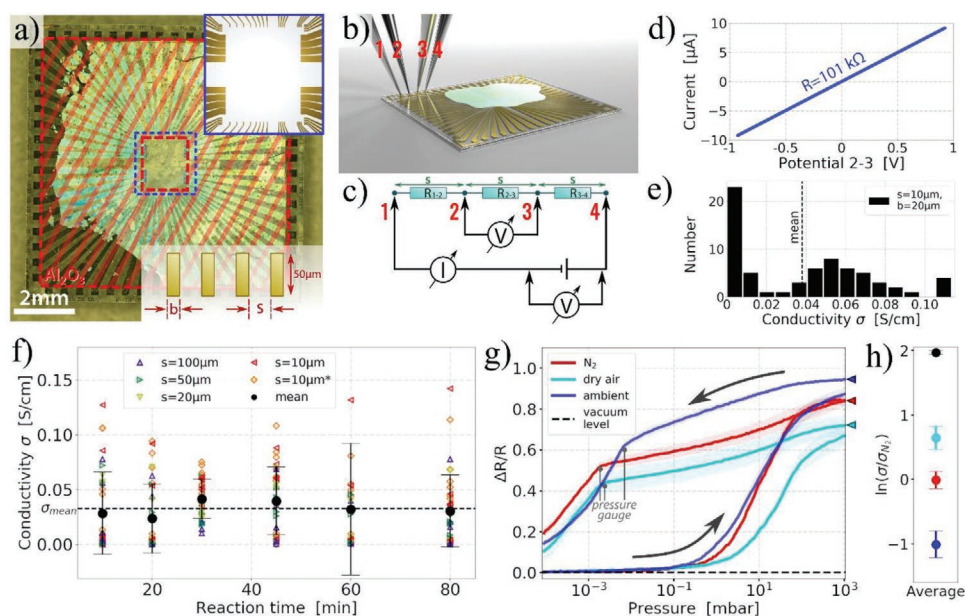 a)
Al₂O₃
2mm
b
s
50μm
b)
1 2 3 4
c)
s s s
R₁₋₂ R₂₋₃ R₃₋₄
1 2 3 4
V
I
V
d)
Current [μA]
10
5
0
−5
−10
R=101 kΩ
−1.0 −0.5 0.0 0.5 1.0
Potential 2-3 [V]
e)
Number
20
10
0
mean
s=10μm,
b=20μm
0.00 0.02 0.04 0.06 0.08 0.10
Conductivity σ [S/cm]
f)
Conductivity σ [S/cm]
0.15
0.10
0.05
σmean
0.00
s=100μm
s=50μm
s=20μm
s=10μm
s=10μm*
mean
20 40 60 80
Reaction time [min]
g)
ΔR/R
1.0
0.8
0.6
0.4
0.2
0.0
N₂
dry air
ambient
vacuum
level
pressure
gauge
10⁻³ 10⁻¹ 10¹ 10³
Pressure [mbar]
h)
ln(σ/σN₂)
2
1
0
−1
Average